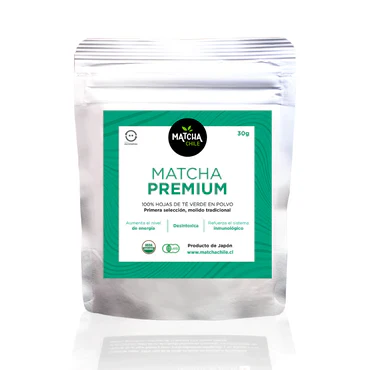 MATCHA
CHILE
30g
MATCHA
PREMIUM
100% HOJAS DE TÉ VERDE EN POLVO
Primera selección, molido tradicional
Aumenta el nivel
de energía
Desintoxica
Refuerza el sistema
inmunológico
Producto de Japón
www.matchachile.cl